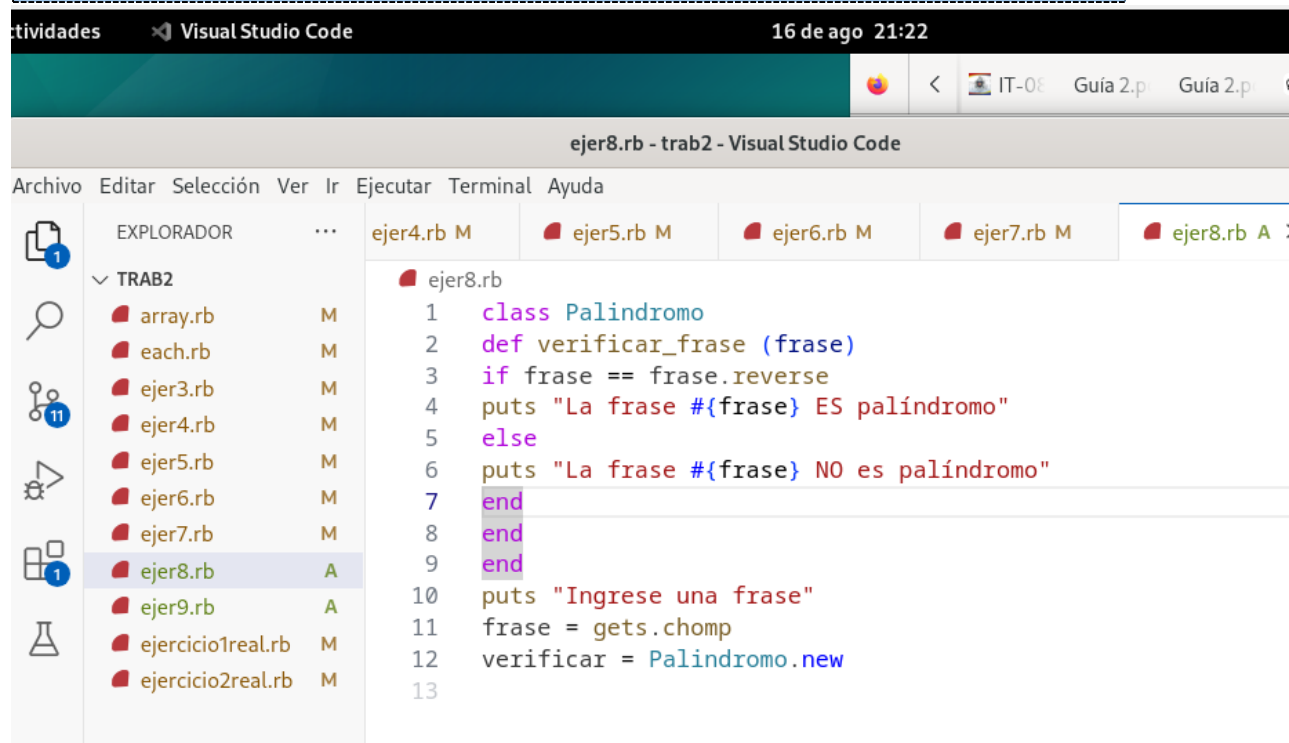 ctividades Visual Studio Code 16 de ago 21:22
IT-08 Guía 2.p Guía 2.p
ejer8.rb - trab2 - Visual Studio Code
Archivo Editar Selección Ver Ir Ejecutar Terminal Ayuda
1 EXPLORADOR ... ejer4.rb M ejer5.rb M ejer6.rb M ejer7.rb M ejer8.rb A
TRAB2 ejer8.rb
array.rb M 1 class Palindromo
each.rb M 2 def verificar_frase (frase)
ejer3.rb M 3 if frase == frase.reverse
11 ejer4.rb M 4 puts "La frase #{frase} ES palíndromo"
ejer5.rb M 5 else
ejer6.rb M 6 puts "La frase #{frase} NO es palíndromo"
7 end
ejer7.rb M 8 end
1 ejer8.rb A 9 end
ejer9.rb A 10 puts "Ingrese una frase"
ejercicio1real.rb M 11 frase = gets.chomp
ejercicio2real.rb M 12 verificar = Palindromo.new
13